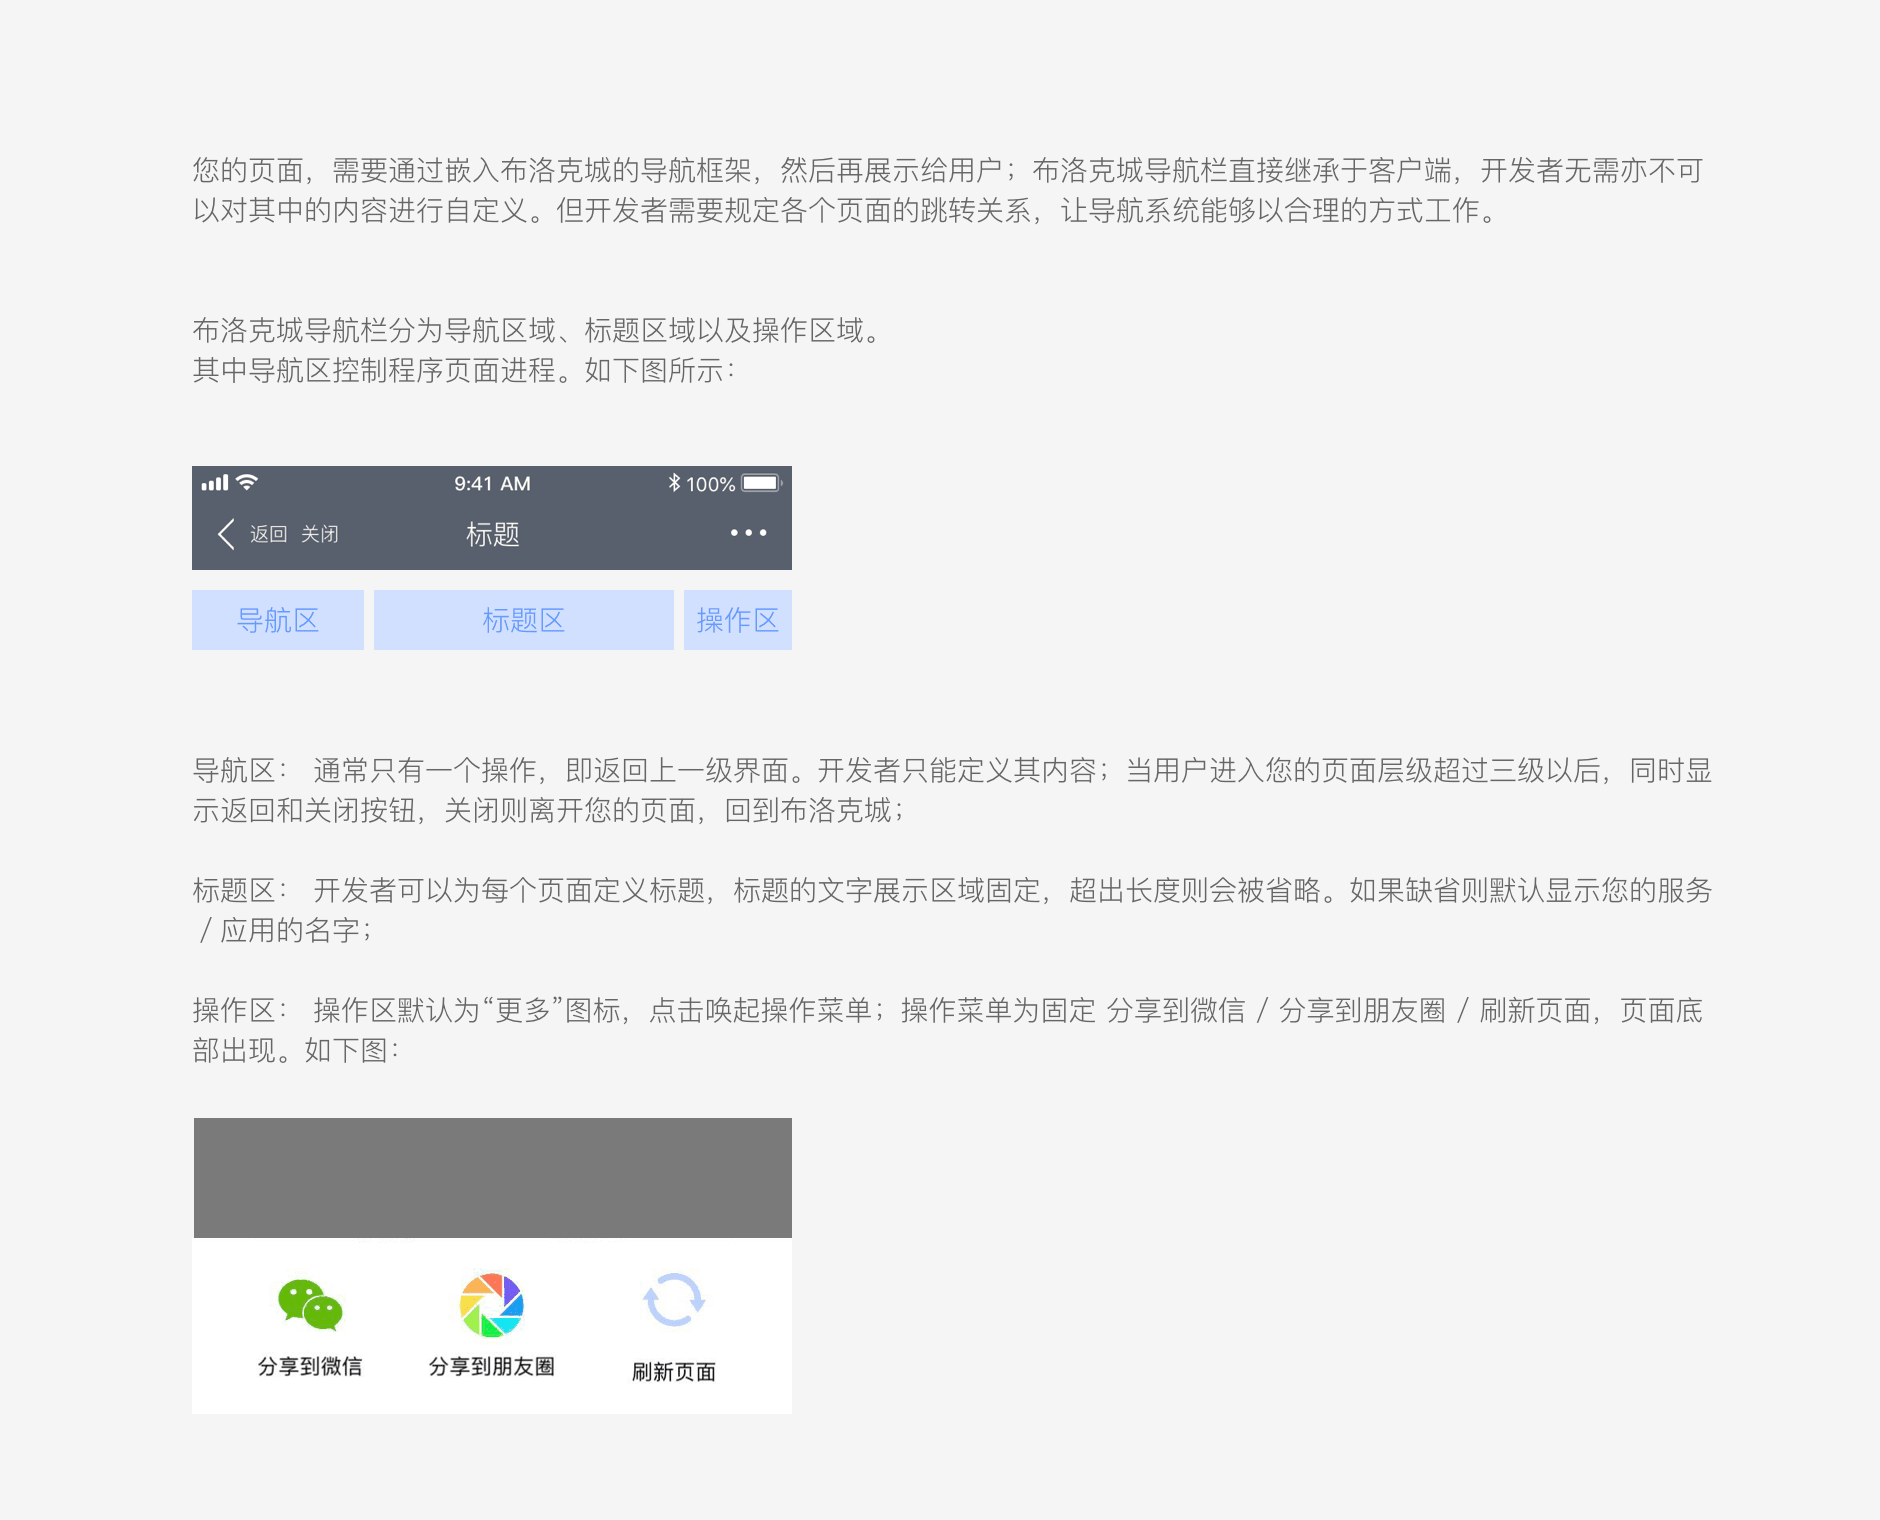 您的页面，需要通过嵌入布洛克城的导航框架，然后再展示给用户；布洛克城导航栏直接继承于客户端，开发者无需亦不可
以对其中的内容进行自定义。但开发者需要规定各个页面的跳转关系，让导航系统能够以合理的方式工作。
布洛克城导航栏分为导航区域、标题区域以及操作区域。
其中导航区控制程序页面进程。如下图所示：
9:41 AM 100%
返回 关闭 标题
导航区 标题区 操作区
导航区： 通常只有一个操作，即返回上一级界面。开发者只能定义其内容；当用户进入您的页面层级超过三级以后，同时显
示返回和关闭按钮，关闭则离开您的页面，回到布洛克城；
标题区： 开发者可以为每个页面定义标题，标题的文字展示区域固定，超出长度则会被省略。如果缺省则默认显示您的服务
/ 应用的名字；
操作区： 操作区默认为“更多”图标，点击唤起操作菜单；操作菜单为固定 分享到微信 / 分享到朋友圈 / 刷新页面，页面底
部出现。如下图：
分享到微信 分享到朋友圈 刷新页面